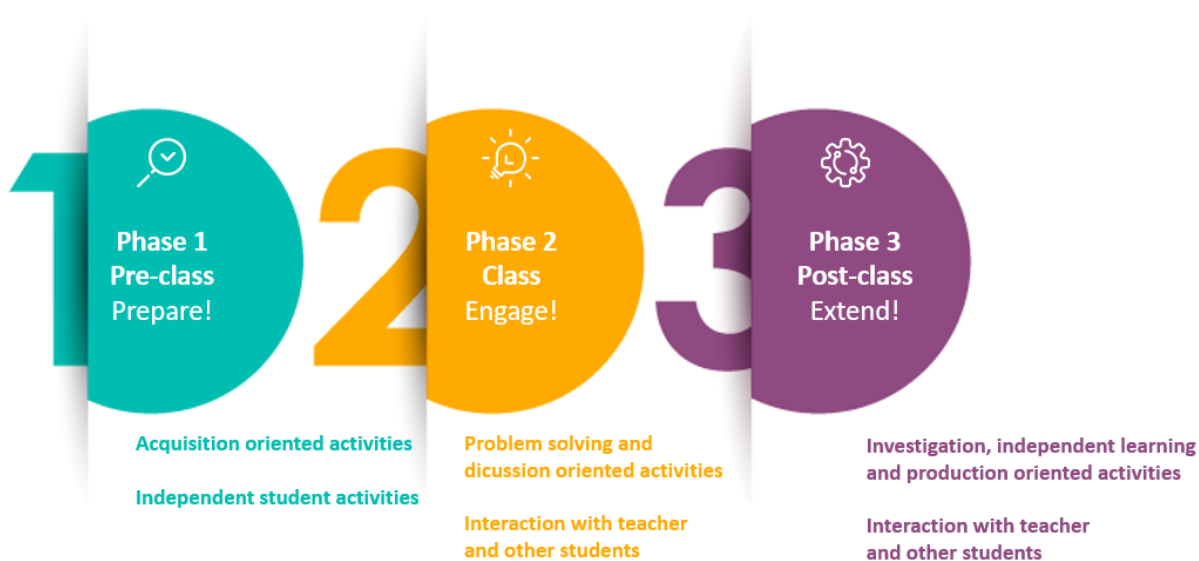 1
Phase 1
Pre-class
Prepare!
Acquisition oriented activities
Independent student activities
2
Phase 2
Class
Engage!
Problem solving and
dicussion oriented activities
Interaction with teacher
and other students
3
Phase 3
Post-class
Extend!
Investigation, independent learning
and production oriented activities
Interaction with teacher
and other students